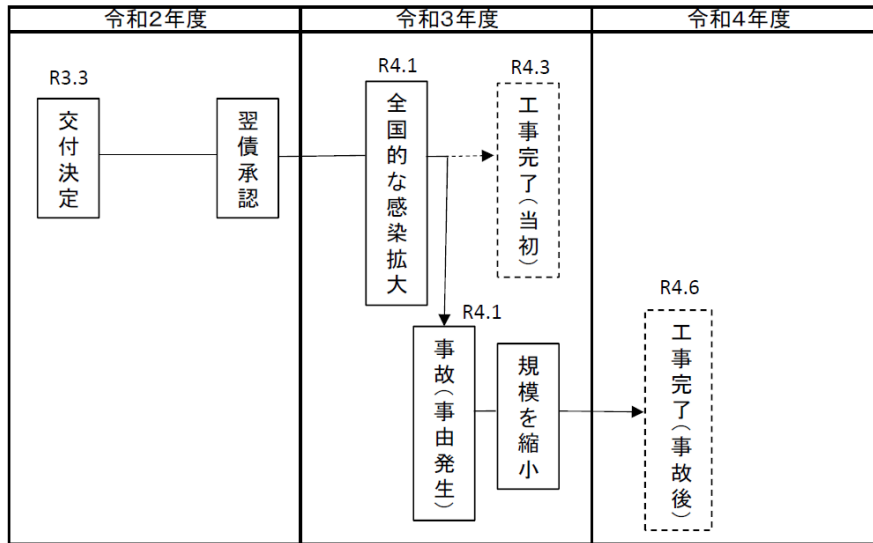 令和2年度
令和3年度
令和4年度
R3.3
交付決定
翌債承認
R4.1
全国的な感染拡大
R4.3
工事完了(当初)
R4.1
事故(事由発生)
規模を縮小
R4.6
工事完了(事故後)